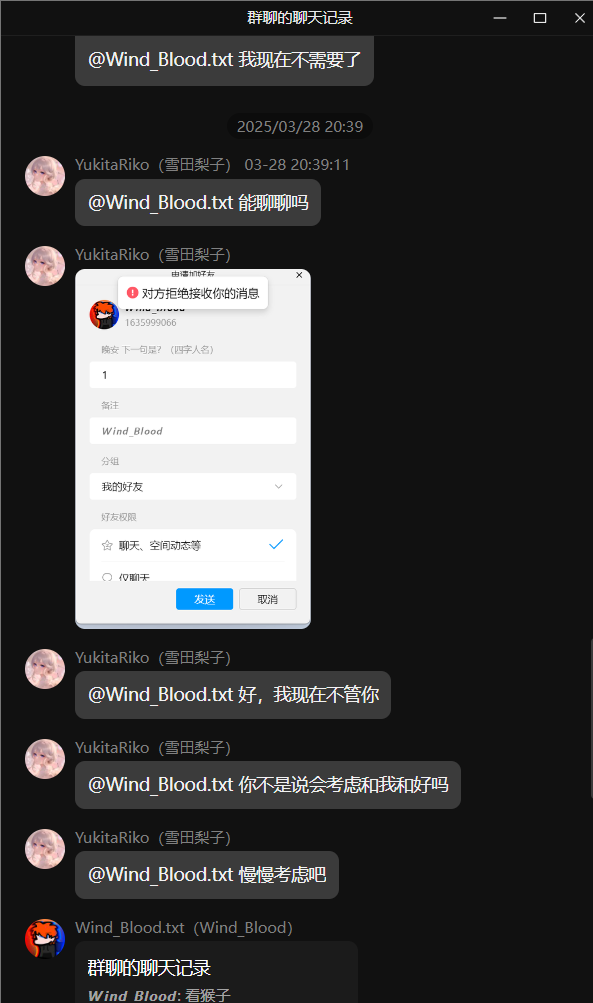 群聊的聊天记录
@Wind_Blood.txt 我现在不需要了
2025/03/28 20:39
YukitaRiko（雪田梨子） 03-28 20:39:11
@Wind_Blood.txt 能聊聊吗
YukitaRiko（雪田梨子）
申请加好友
对方拒绝接收你的消息
Wind_Blood
1635999066
晚安 下一句是？（四字人名）
1
备注
Wind_Blood
分组
我的好友
好友权限
聊天、空间动态等
仅聊天
发送 取消
YukitaRiko（雪田梨子）
@Wind_Blood.txt 好，我现在不管你
YukitaRiko（雪田梨子）
@Wind_Blood.txt 你不是说会考虑和我和好吗
YukitaRiko（雪田梨子）
@Wind_Blood.txt 慢慢考虑吧
Wind_Blood.txt（Wind_Blood）
群聊的聊天记录
Wind_Blood: 看猴子